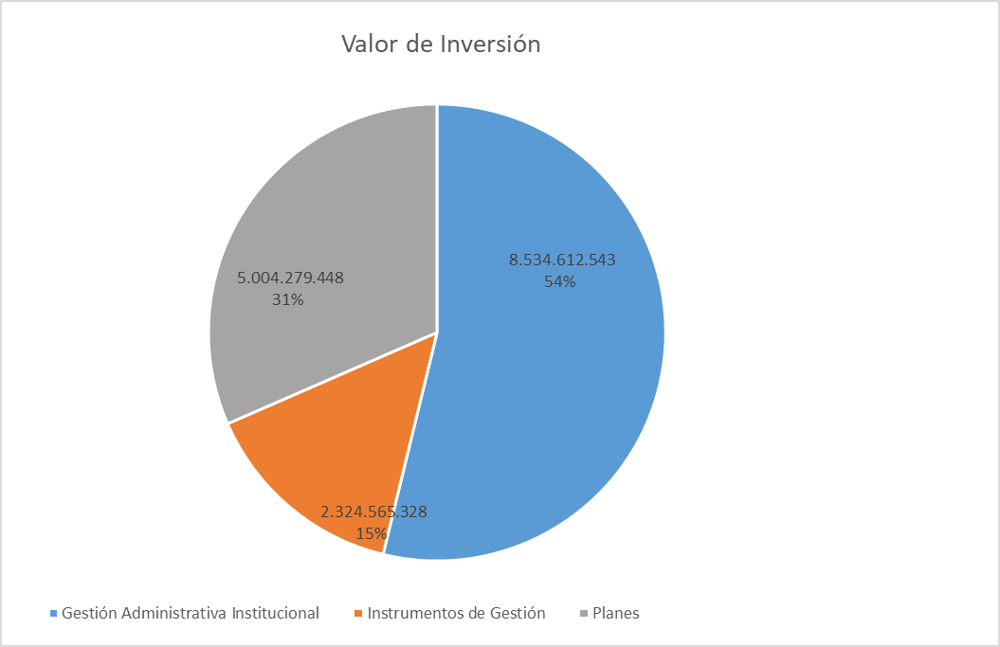 Valor de Inversión
8.534.612.543
54%
5.004.279.448
31%
2.324.565.328
15%
Gestión Administrativa Institucional
Instrumentos de Gestión
Planes